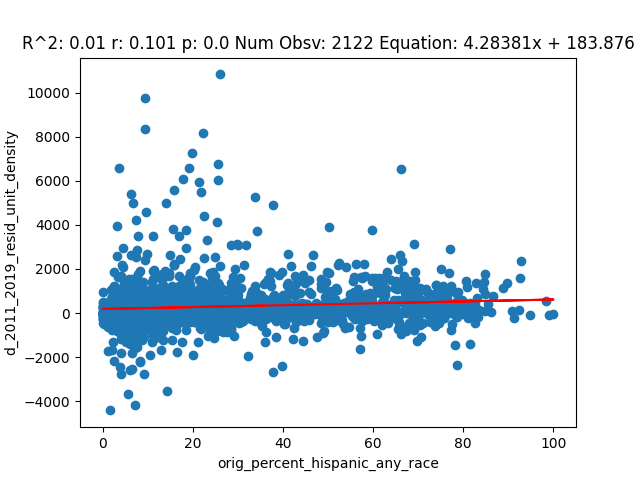 R^2: 0.01 r: 0.101 p: 0.0 Num Obsv: 2122 Equation: 4.28381x + 183.876
10000
8000
6000
4000
2000
0
−2000
−4000
d_2011_2019_resid_unit_density
0 20 40 60 80 100
orig_percent_hispanic_any_race